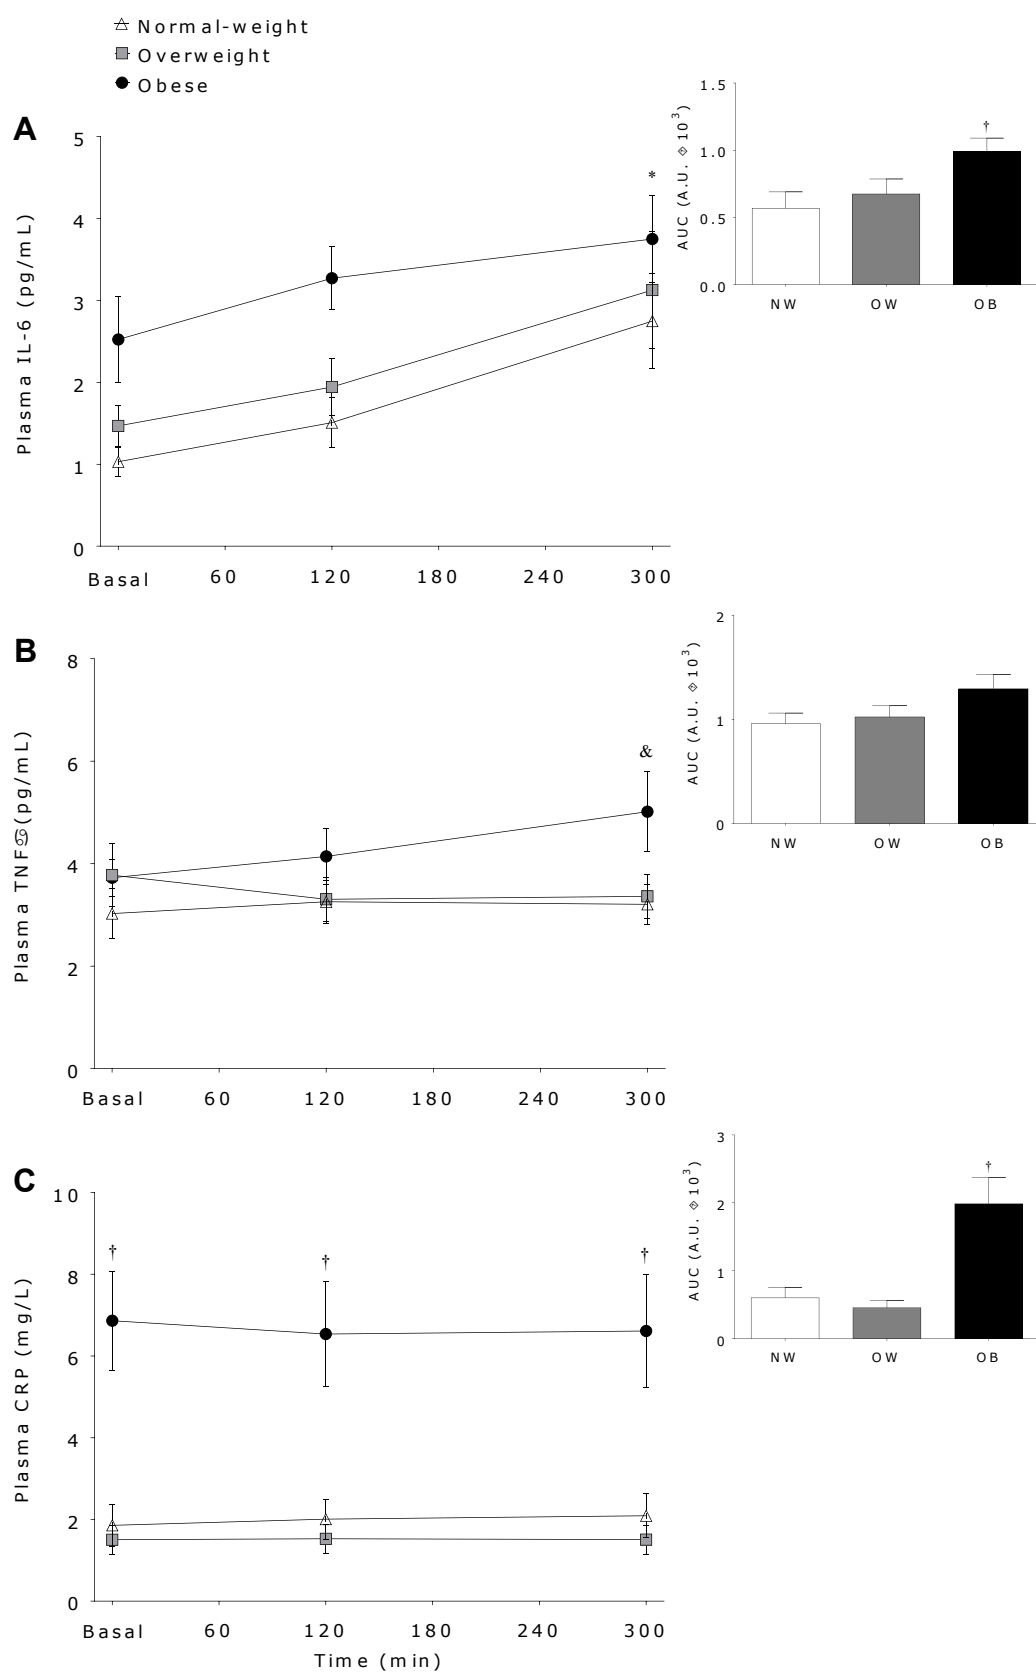 Normal-weight
Overweight
Obese
A
Plasma IL-6 (pg/mL)
5
4
3
2
1
0
*
Basal 60 120 180 240 300
AUC (A.U. � 10³)
1.5
1.0
0.5
0.0
†
NW OW OB
B
Plasma TNF (pg/mL)
8
6
4
2
0
&
Basal 60 120 180 240 300
AUC (A.U. � 10³)
2
1
0
NW OW OB
C
Plasma CRP (mg/L)
10
8
6
4
2
0
† † †
Basal 60 120 180 240 300
Time (min)
AUC (A.U. � 10³)
3
2
1
0
†
NW OW OB